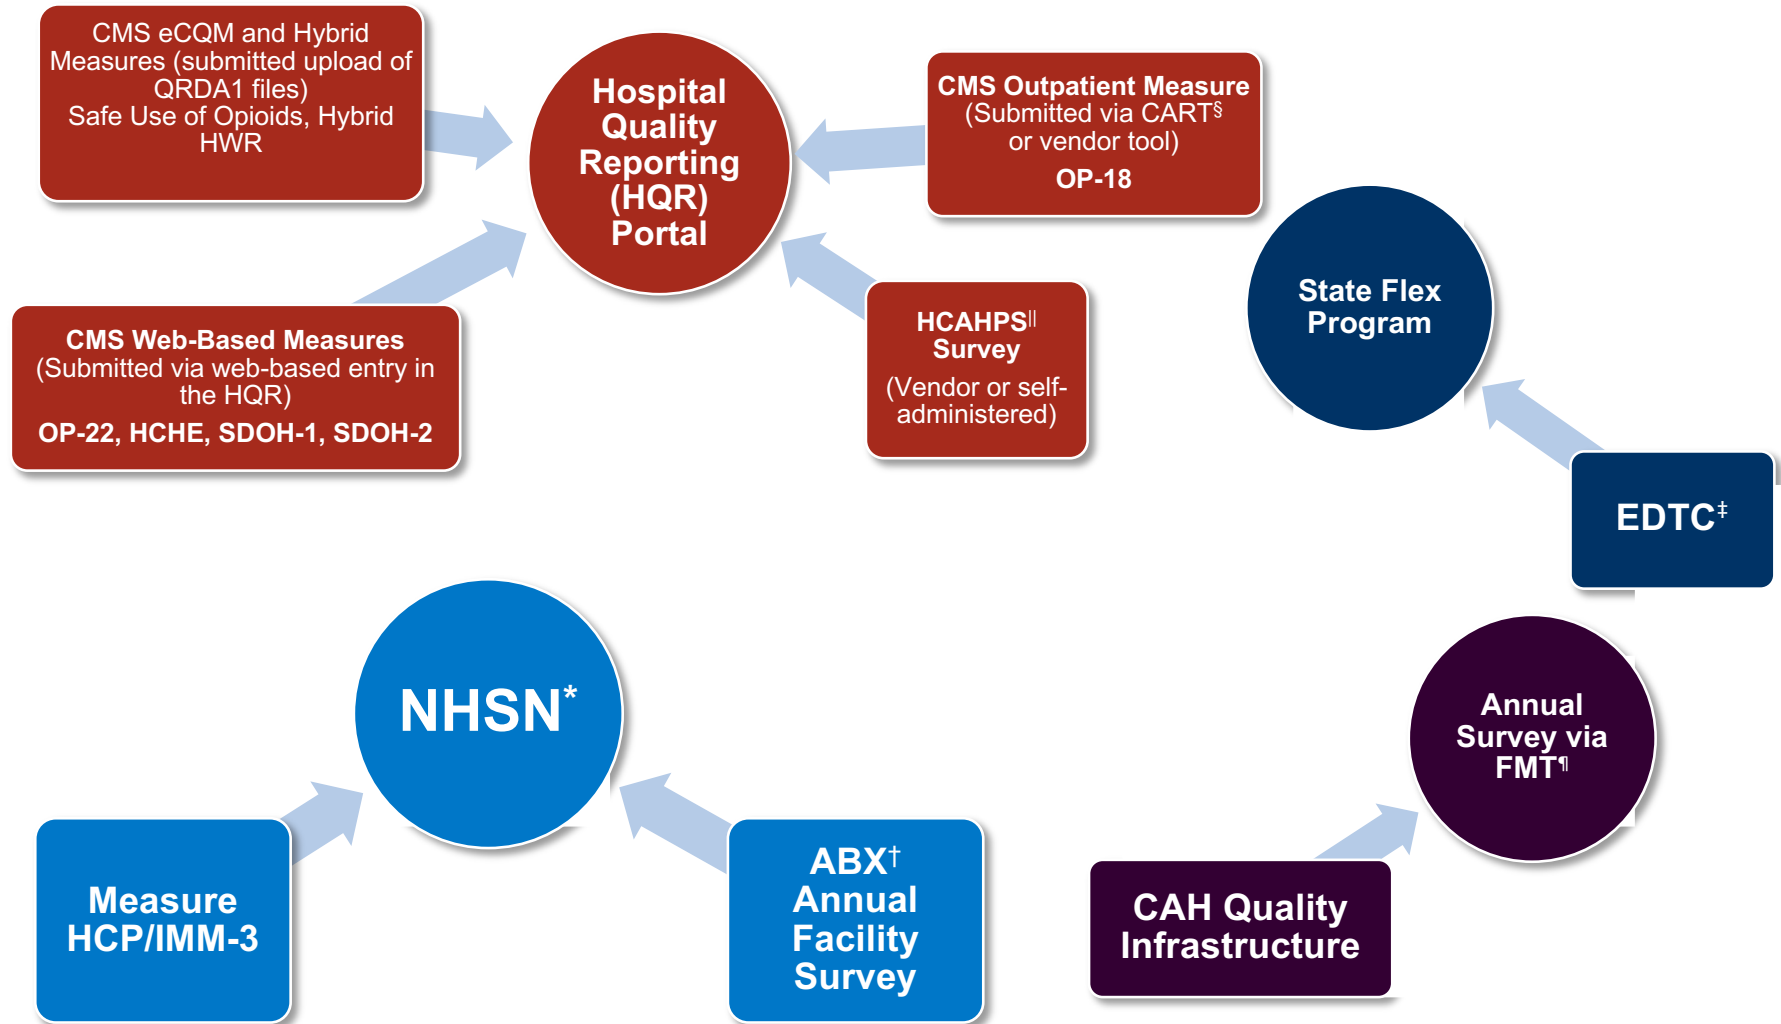 CMS eCQM and Hybrid
Measures (submitted upload of
QRDA1 files)
Safe Use of Opioids, Hybrid
HWR
Hospital
Quality
Reporting
(HQR)
Portal
CMS Outpatient Measure
(Submitted via CART§
or vendor tool)
OP-18
CMS Web-Based Measures
(Submitted via web-based entry in
the HQR)
OP-22, HCHE, SDOH-1, SDOH-2
HCAHPS||
Survey
(Vendor or self-
administered)
State Flex
Program
EDTC‡
NHSN*
Measure
HCP/IMM-3
ABX†
Annual
Facility
Survey
Annual
Survey via
FMT¶
CAH Quality
Infrastructure